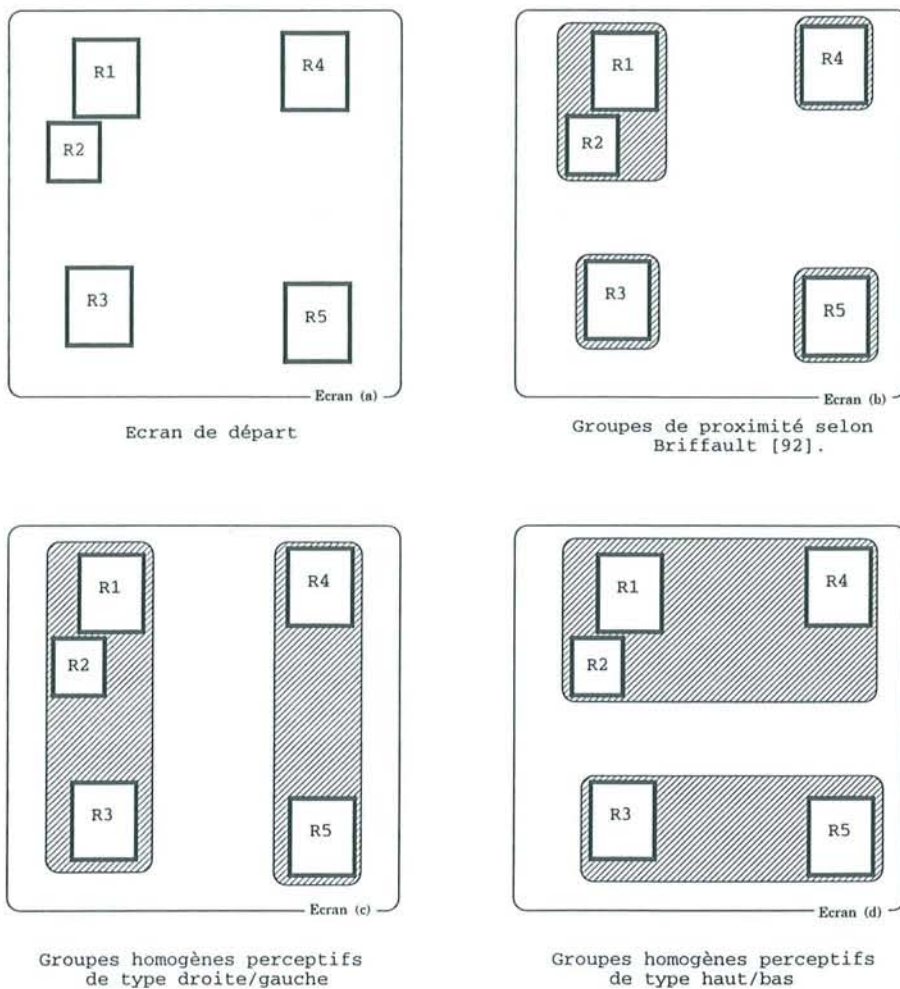 R1
R4
R2
R3
R5
Ecran (a)
Ecran de départ
R1
R4
R2
R3
R5
Ecran (b)
Groupes de proximité selon
Briffault [92].
R1
R4
R2
R3
R5
Ecran (c)
Groupes homogènes perceptifs
de type droite/gauche
R1
R4
R2
R3
R5
Ecran (d)
Groupes homogènes perceptifs
de type haut/bas